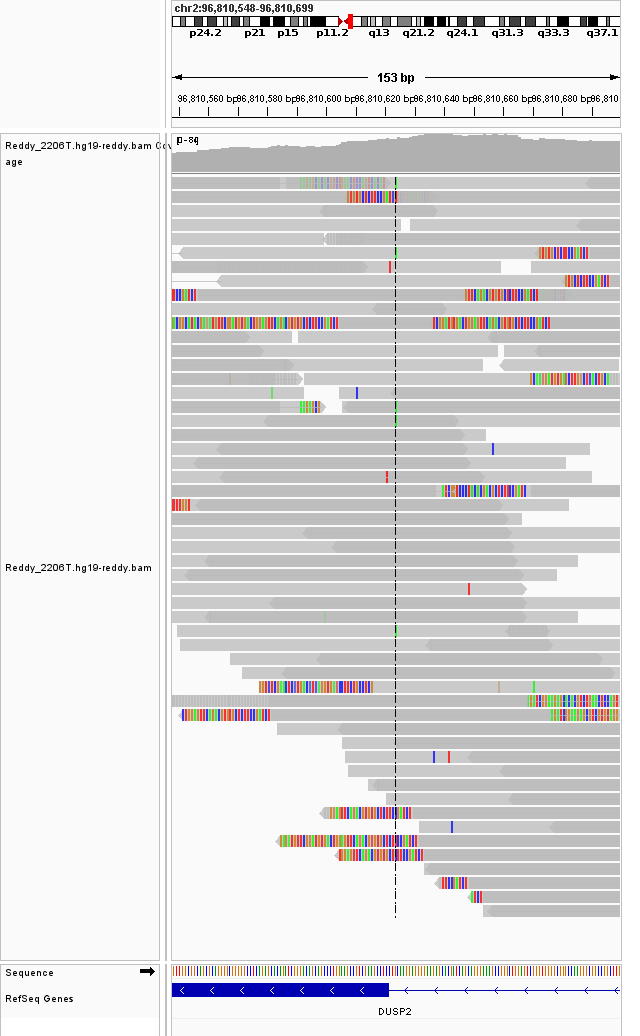 chr2:96,810,548-96,810,699
p24.2 p21 p15 p11.2 q13 q21.2 q24.1 q31.3 q33.3 q37.1
153 bp
96,810,560 bp 96,810,580 bp 96,810,600 bp 96,810,620 bp 96,810,640 bp 96,810,660 bp 96,810,680 bp 96,810
Reddy_2206T.hg19-reddy.bam Cov
age
Reddy_2206T.hg19-reddy.bam
Sequence
RefSeq Genes
DUSP2